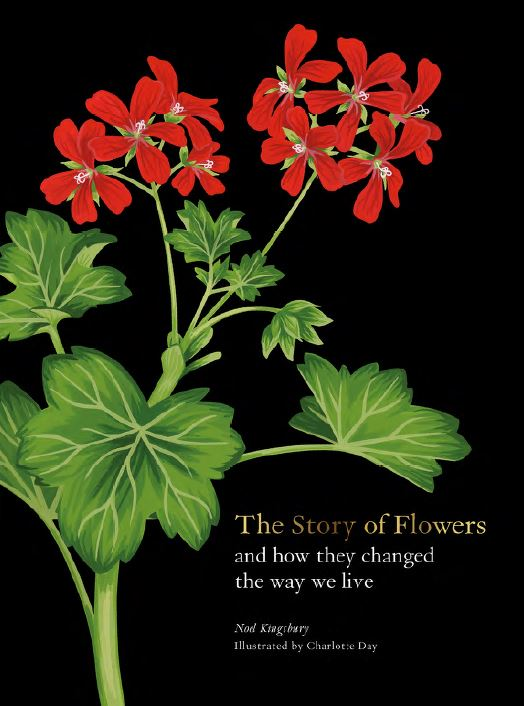 The Story of Flowers
and how they changed
the way we live
Noel Kingsbury
Illustrated by Charlotte Day